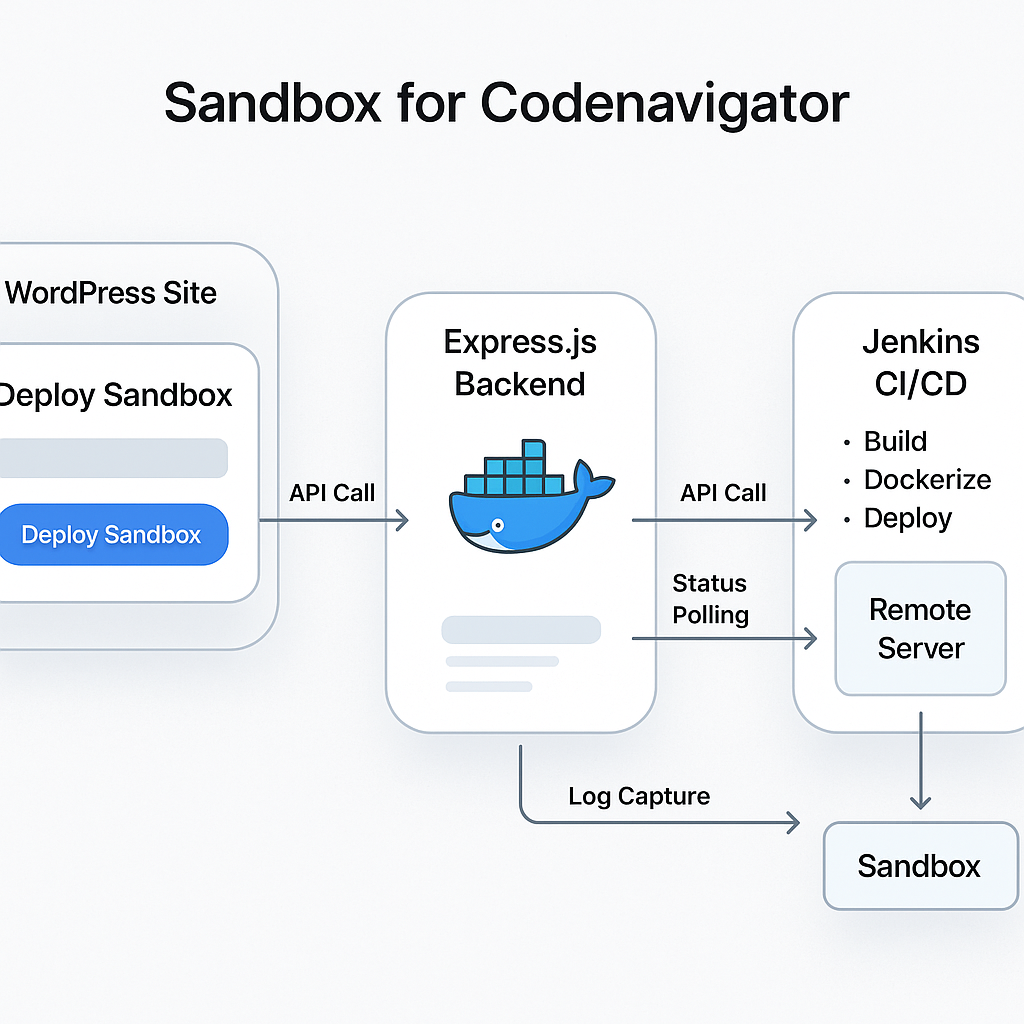 Sandbox for Codenavigator
WordPress Site
Deploy Sandbox
Deploy Sandbox
API Call
Express.js
Backend
API Call
Status
Polling
Log Capture
Jenkins
CI/CD
• Build
• Dockerize
• Deploy
Remote
Server
Sandbox